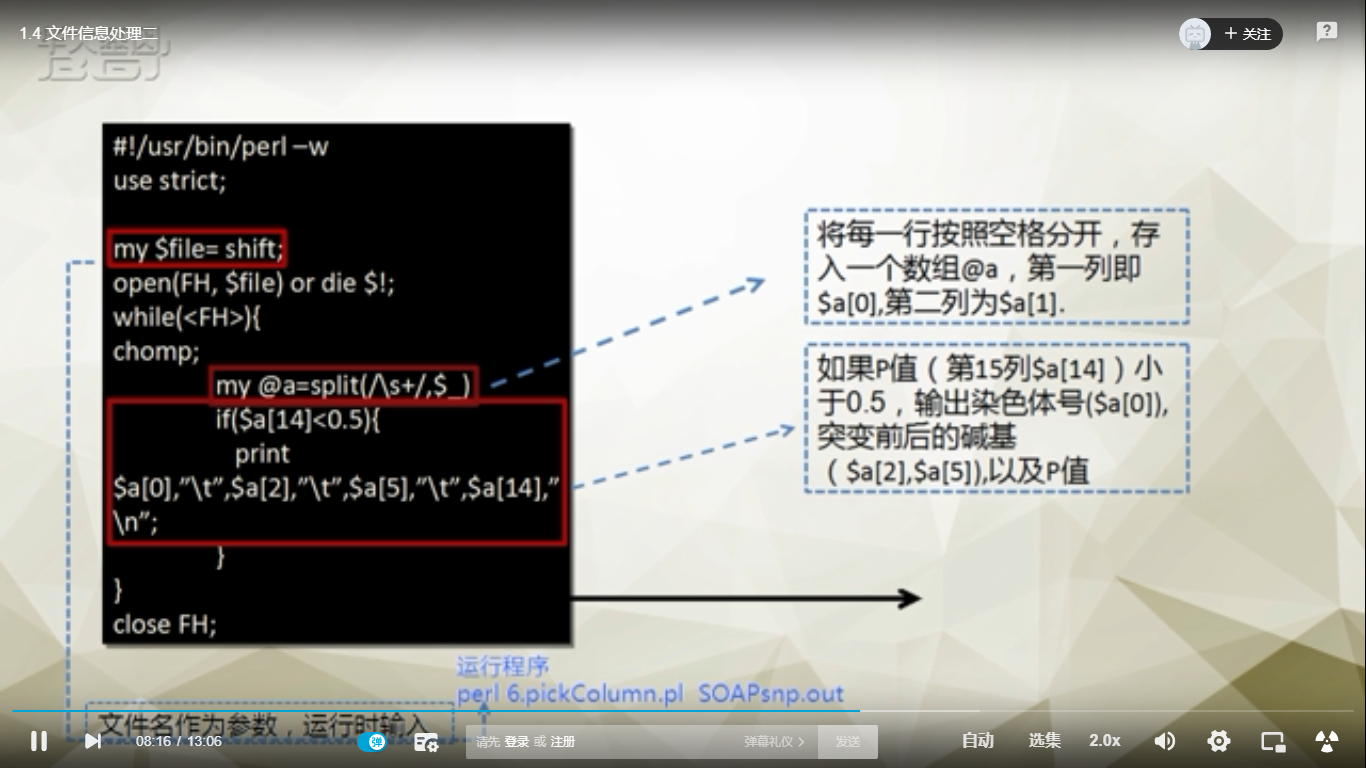 1.4 文件信息处理二
+ 关注
#!/usr/bin/perl –w
use strict;
my $file= shift;
open(FH, $file) or die $!;
while(<FH>){
chomp;
my @a=split(/\s+/,$_)
if($a[14]<0.5){
print
$a[0],”\t”,$a[2],”\t”,$a[5],”\t”,$a[14],”
\n”;
}
}
close FH;
将每一行按照空格分开，存
入一个数组@a，第一列即
$a[0],第二列为$a[1].
如果P值（第15列$a[14]）小
于0.5，输出染色体号($a[0]),
突变前后的碱基
（$a[2],$a[5]),以及P值
运行程序
perl 6.pickColumn.pl SOAPsnp.out
文件名作为参数，运行时输入
08:16 / 13:06
弹
请先 登录 或 注册
弹幕礼仪 >
发送
自动
选集
2.0x